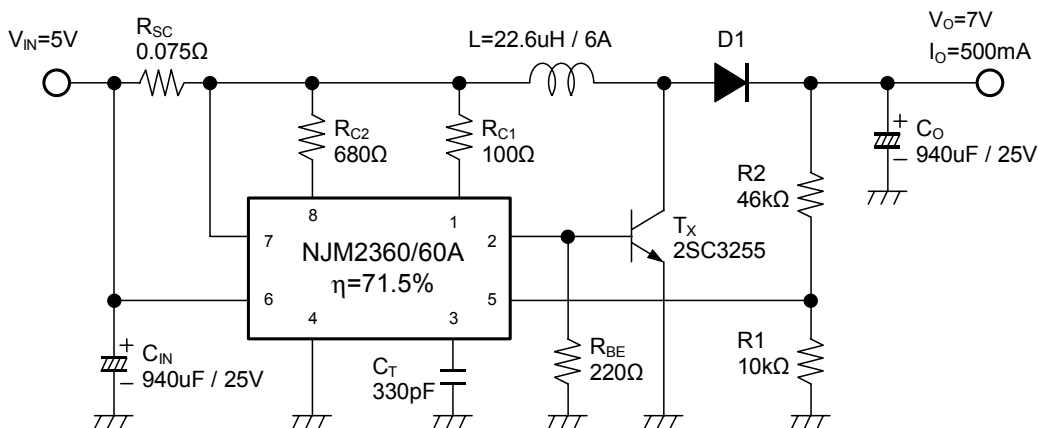 V_IN=5V
R_SC
0.075Ω
L=22.6uH / 6A
D1
V_O=7V
I_O=500mA
R_C2
680Ω
R_C1
100Ω
C_O
+
–
940uF / 25V
R2
46kΩ
8
1
7
2
NJM2360/60A
η=71.5%
T_X
2SC3255
6
5
4
3
C_IN
+
–
940uF / 25V
C_T
330pF
R_BE
220Ω
R1
10kΩ